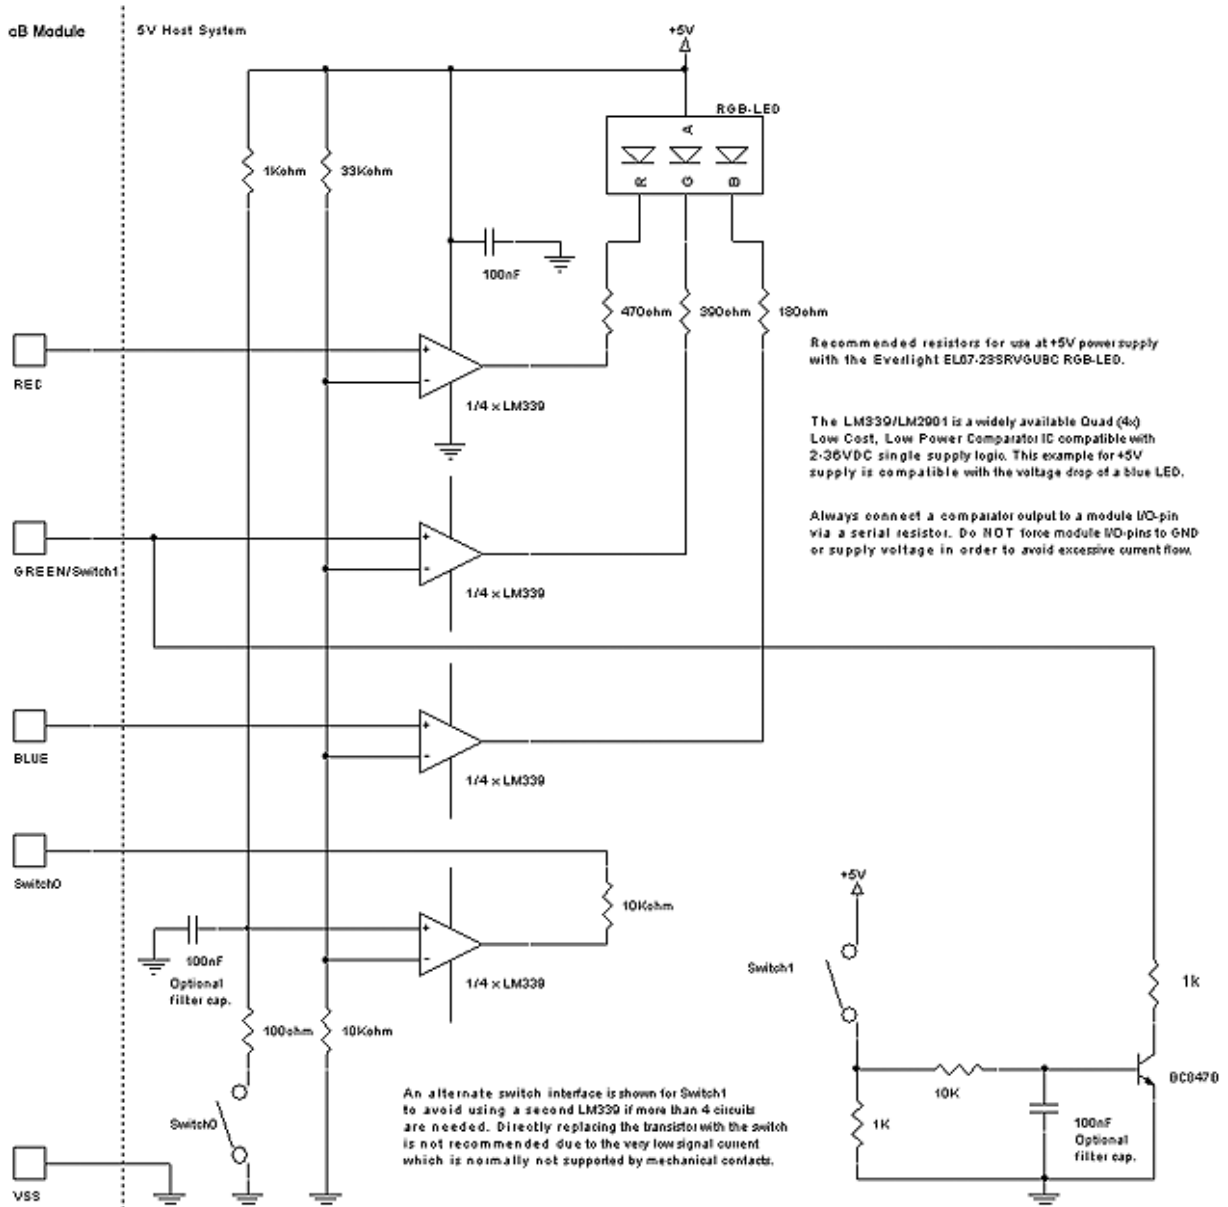 cB Module
5V Host System
+5V
RGB-LED
A
R
G
B
1Kohm
33Kohm
100nF
470ohm
390ohm
180ohm
RED
+
-
1/4 x LM339
Recommended resistors for use at +5V power supply
with the Everlight EL67-23SRVGUBC RGB-LED.
The LM339/LM2901 is a widely available Quad (4x)
Low Cost, Low Power Comparator IC compatible with
2-36VDC single supply logic. This example for +5V
supply is compatible with the voltage drop of a blue LED.
Always connect a comparator output to a module I/O-pin
via a serial resistor. Do NOT force module I/O-pins to GND
or supply voltage in order to avoid excessive current flow.
GREEN/Switch1
+
-
1/4 x LM339
BLUE
+
-
1/4 x LM339
Switch0
10Kohm
+5V
100nF
Optional
filter cap.
+
-
1/4 x LM339
Switch1
1k
100ohm
10Kohm
BC847B
10K
1K
100nF
Optional
filter cap.
Switch0
An alternate switch interface is shown for Switch1
to avoid using a second LM339 if more than 4 circuits
are needed. Directly replacing the transistor with the switch
is not recommended due to the very low signal current
which is normally not supported by mechanical contacts.
VSS